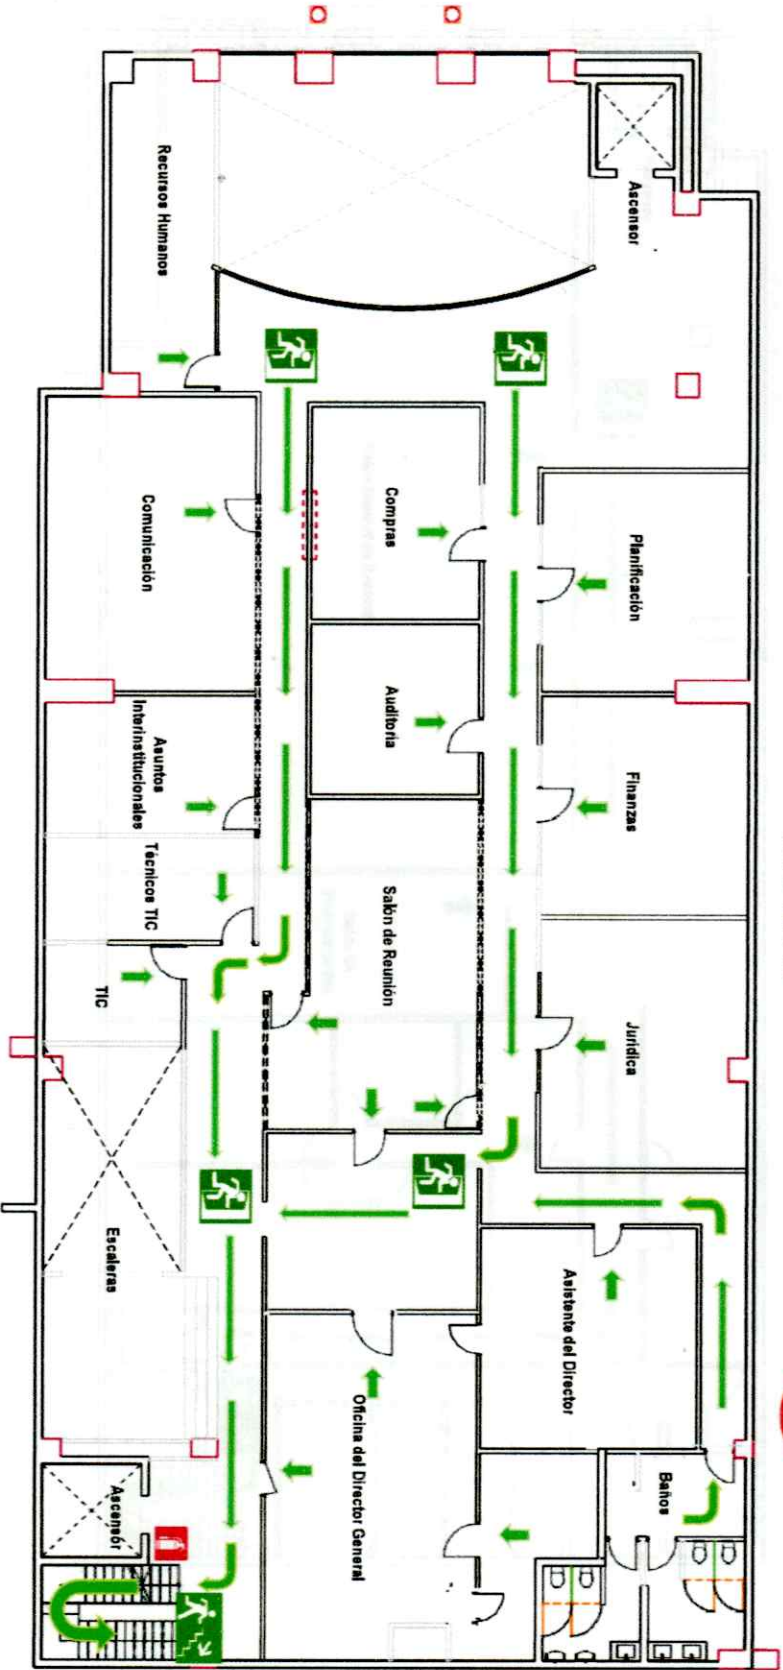 Recursos Humanos
Ascensor
Comunicación
Compras
Planificación
Asuntos
Interinstitucionales
Auditoria
Finanzas
Técnicos TIC
TIC
Salón de Reunión
Jurídica
Escaleras
Asistente del Director
Oficina del Director General
Baños
Ascensor